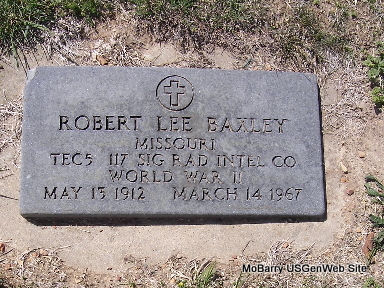 ROBERT LEE BAXLEY
MISSOURI
TEC5 117 SIG RAD INTEL CO
WORLD WAR II
MAY 13 1912 MARCH 14 1967
MoBarry USGenWeb Site